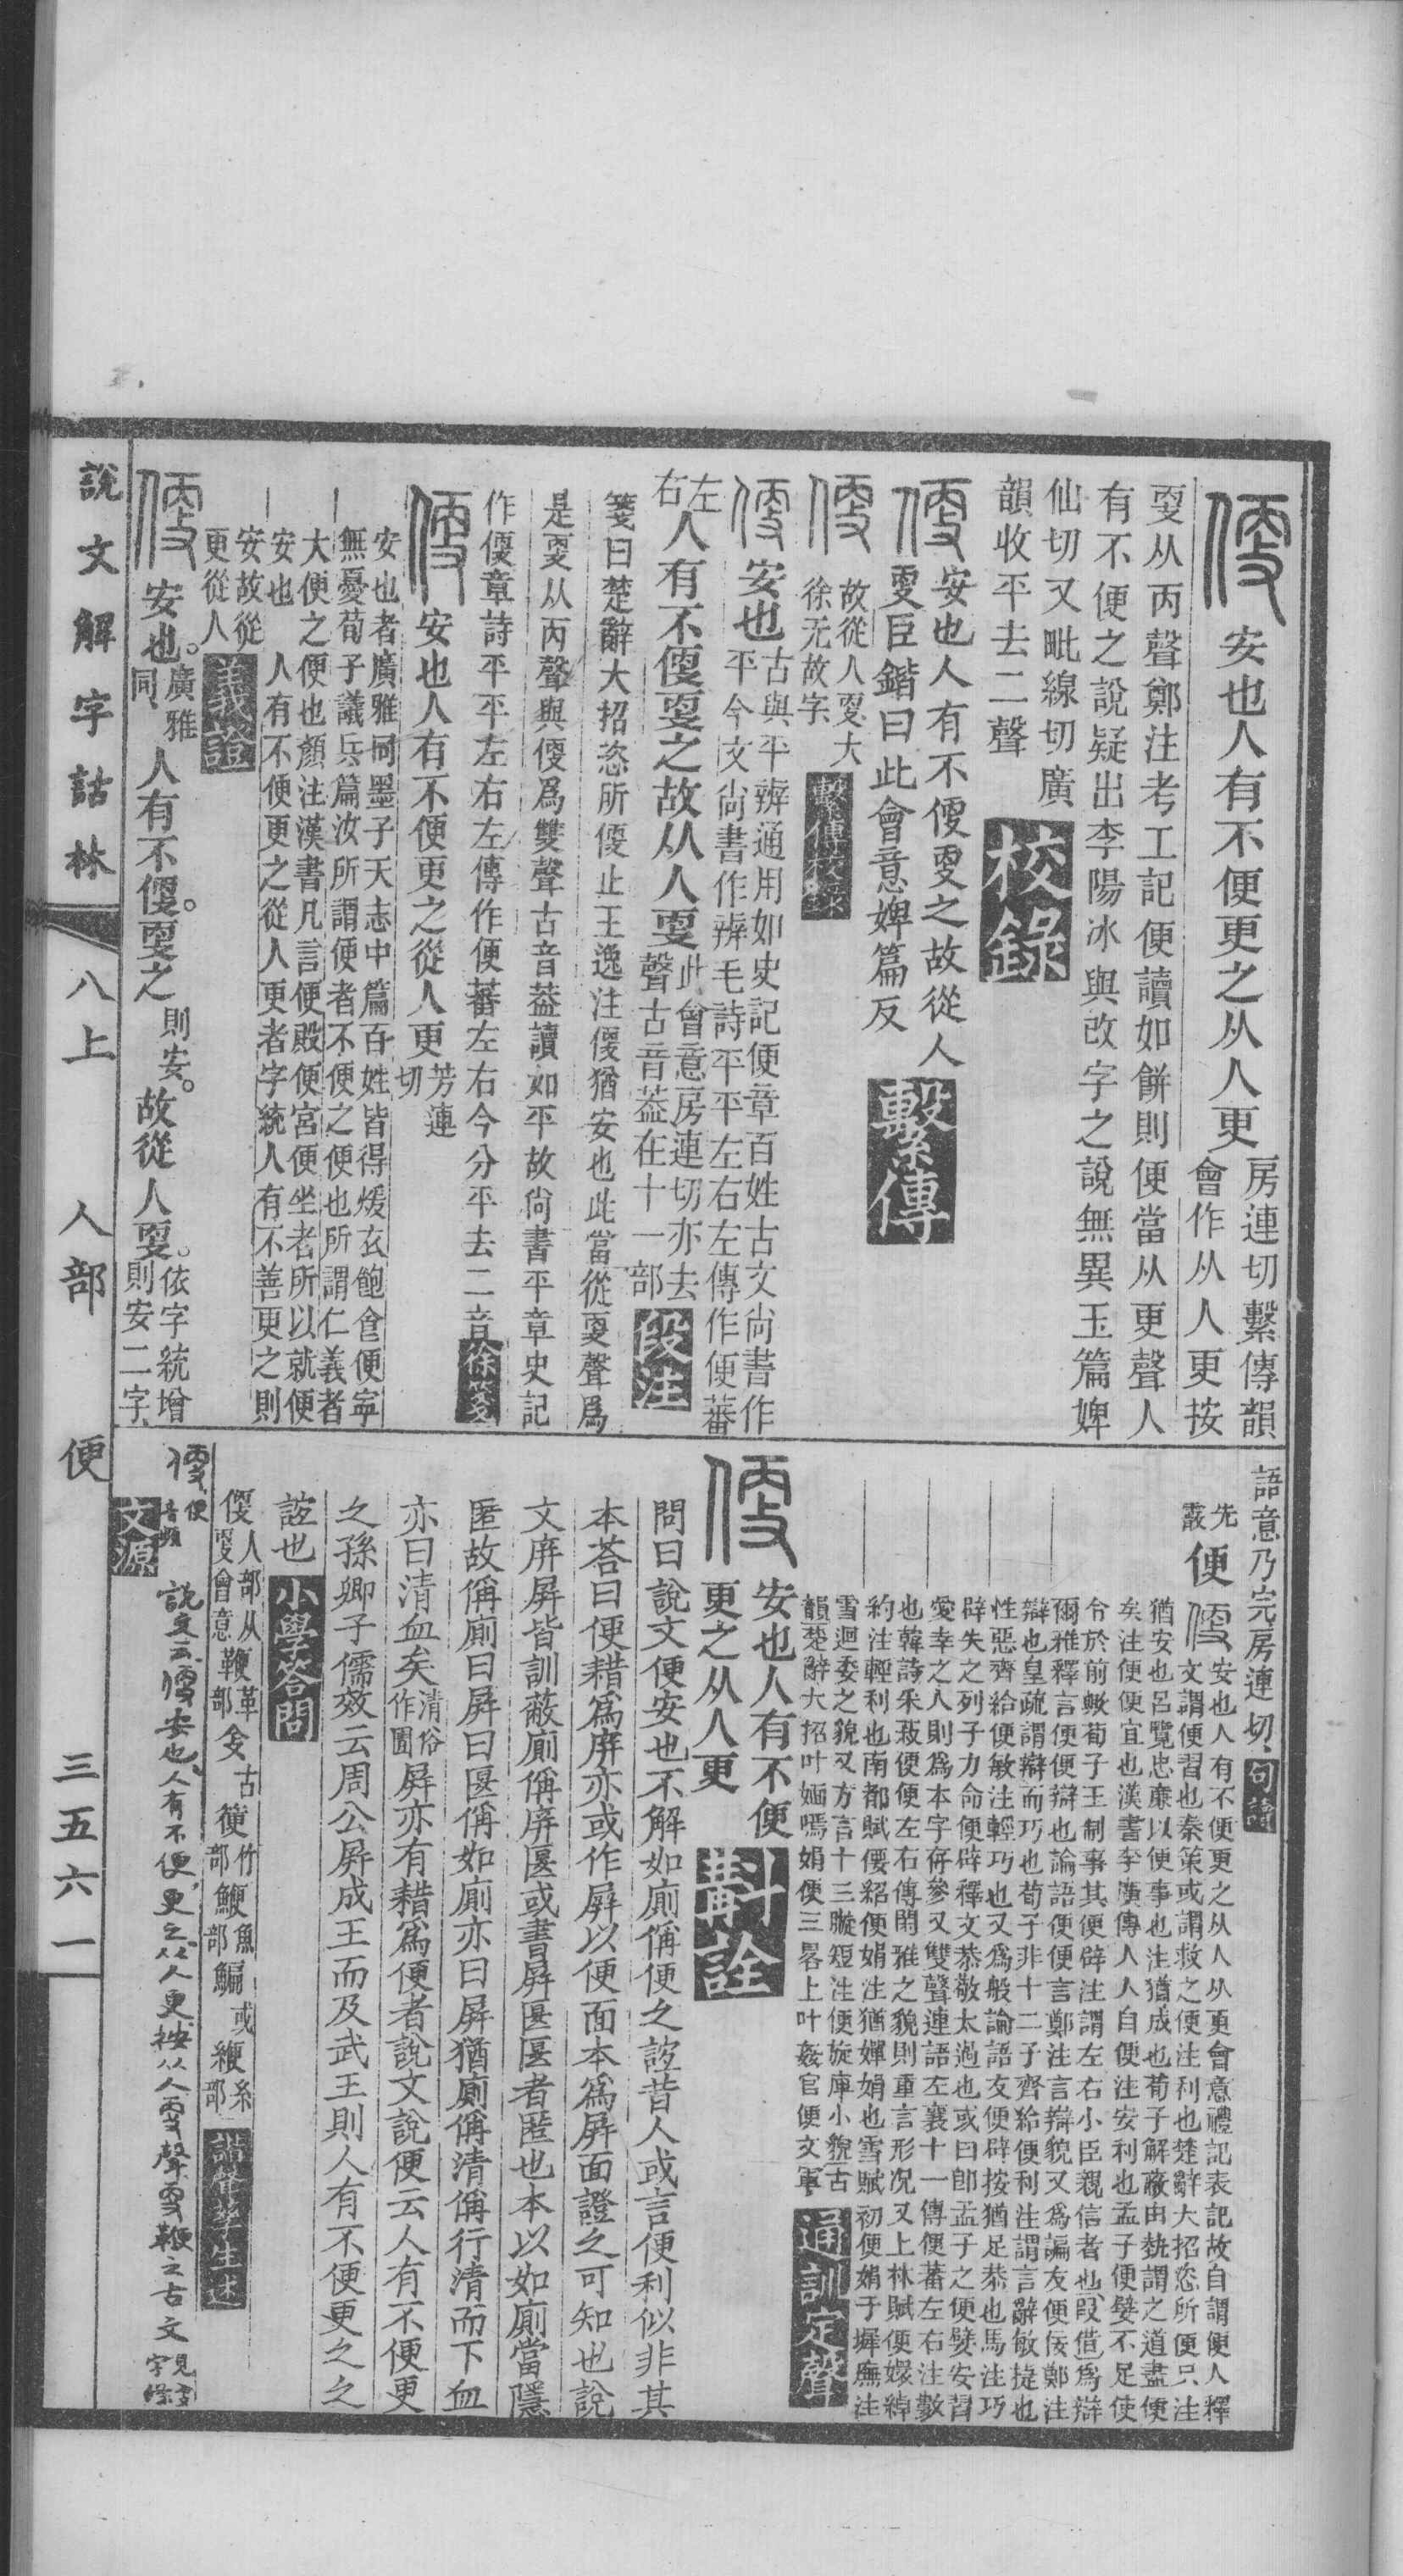 安也人有不便更之从人更房連切繫傳韻
會作从人更按
㪅从丙聲鄭注考工記便讀如餅則便當从更聲人
有不便之說疑出李陽冰與改字之說無異玉篇婢
仙切又毗線切廣
韻收平去二聲
校錄
安也人有不便㪅之故從人
㪅臣鍇曰此會意婢篇反
繫傳
故從人㪅大
徐无故字
繫傳校錄
安也古與平辨通用如史記便章百姓古文尚書作
平今文尚書作辨毛詩平平左右左傳作便蕃
左
右人有不便㪅之故从人㪅此會意房連切亦去
聲古音葢在十一部
段注
箋曰楚辭大招恣所便止王逸注便猶安也此當從㪅聲爲
是㪅从丙聲與便爲雙聲古音葢讀如平故尚書平章史記
作便章詩平平左右左傳作便蕃左右今分平去二音
徐箋
安也人有不便更之從人更芳連
切
安也者廣雅同墨子天志中篇百姓皆得煖衣飽食便寧
無憂荀子議兵篇汝所謂便者不便之便也所謂仁義者
大便之便也顏注漢書凡言便殿便宮便坐者所以就便
安也 人有不便更之從人更者字統人有不善更之則
安故從
更從人
義證
安也。廣雅
同、人有不便。㪅之則安。故從人㪅。依字統增
則安二字、
說文解字詁林
八上
人部
便
三五六一
語意乃完房連切、
句讀
先
韻
便
安也人有不便更之从人从更會意禮記表記故自謂便人釋
文謂便習也秦策或謂救之便注利也楚辭大招恣所便只注
猶安也呂覽忠廉以便事也注猶成也荀子解蔽由埶謂之道盡便
矣注便便宜也漢書李廣傳人人自便注安利也孟子便嬖不足使
令於前歟荀子王制事其便辟注謂左右小臣親信者也叚借爲辯
爾雅釋言便便辯也論語便便言鄭注言辯貌又爲諞友便佞鄭注
辯也皇疏謂辯而巧也荀子非十二子齊給便利注謂言辭敏捷也
性惡齊給便敏注輕巧也又爲般論語友便辟按猶足恭也馬注巧
辟失之列子力命便辟釋文恭敬太過也或曰卽孟子之便嬖安習
愛幸之人則爲本字存參又雙聲連語左襄十一傳便蕃左右注數
也韓詩采菽便便左右傳閑雅之貌則重言形況又上林賦便嬛綽
約注輕利也南都賦㛹紹便娟注猶嬋娟也雪賦初便娟于墀廡注
雪迴委之貌又方言十三䁢短注便旋庳小貌古
韻楚辭大招叶嫣娟便三畧上叶姦官便文軍
通訓定聲
安也人有不便
更之从人更
斠詮
問曰說文便安也不解如廁稱便之誼昔人或言便利似非其
本荅曰便耤爲屏亦或作屏以便面本爲屏面證之可知也說
文庰屏皆訓蔽廁稱庰匽或書屏匽匽者匿也本以如廁當隱
匿故稱廁曰屏曰匽稱如廁亦曰屏猶廁稱清稱行清而下血
亦曰清血矣清俗
作圊屏亦有耤爲便者說文說便云人有不便更
之孫卿子儒效云周公屏成王而及武王則人有不便更之之
誼也
小學答問
便人部从
㪅會意鞭革
部㝸古箯竹
部鯾魚
部鯿或緶糸
部
諧聲孳生述
便便
音頻
說文云便安也、人有不便、更之、从人更按从人㪅聲㪅鞭之古文
文源